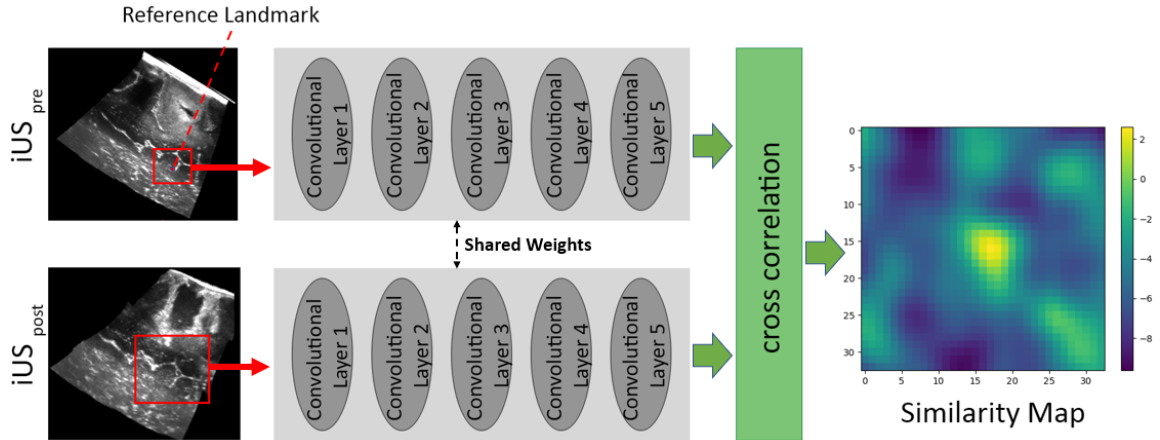 Reference Landmark
iUS pre
Convolutional
Layer 1
Convolutional
Layer 2
Convolutional
Layer 3
Convolutional
Layer 4
Convolutional
Layer 5
Shared Weights
iUS post
Convolutional
Layer 1
Convolutional
Layer 2
Convolutional
Layer 3
Convolutional
Layer 4
Convolutional
Layer 5
cross correlation
0
5
10
15
20
25
30
0 5 10 15 20 25 30
2
0
−2
−4
−6
−8
Similarity Map